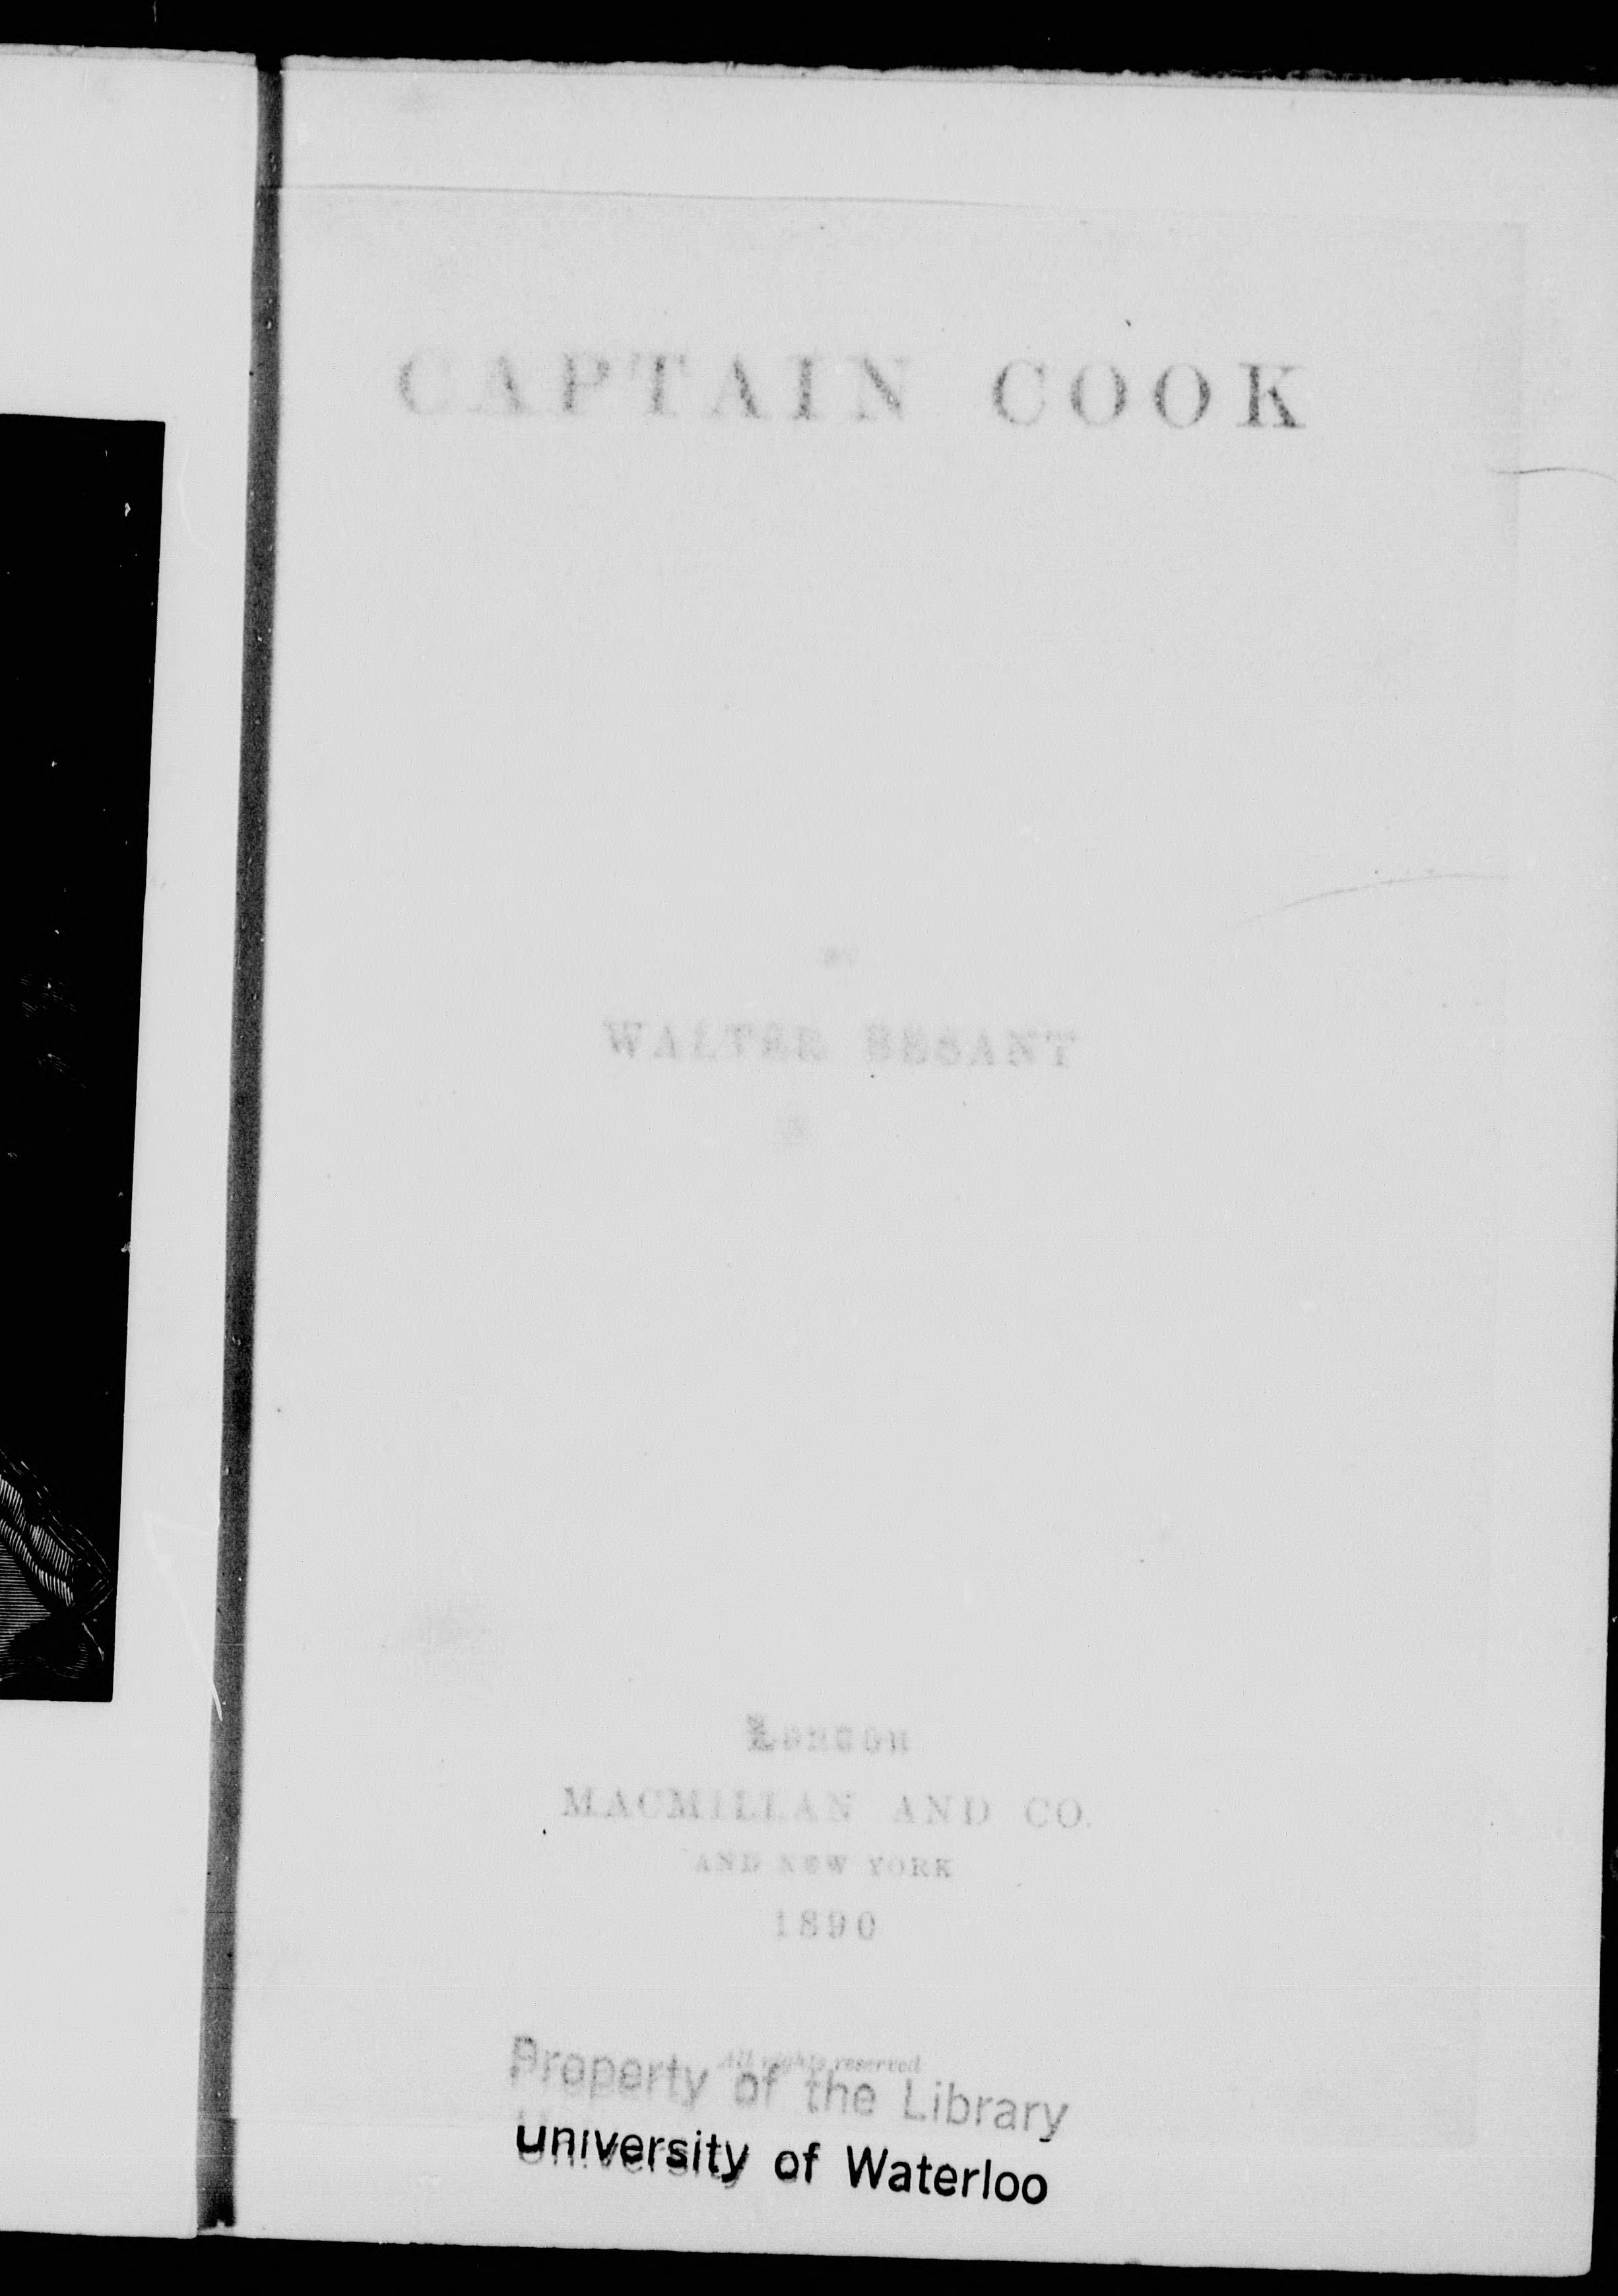 CAPTAIN COOK
BY
WALTER BESANT
London
MACMILLAN AND CO.
AND NEW YORK
1890
All rights reserved
Property of the Library
University of Waterloo